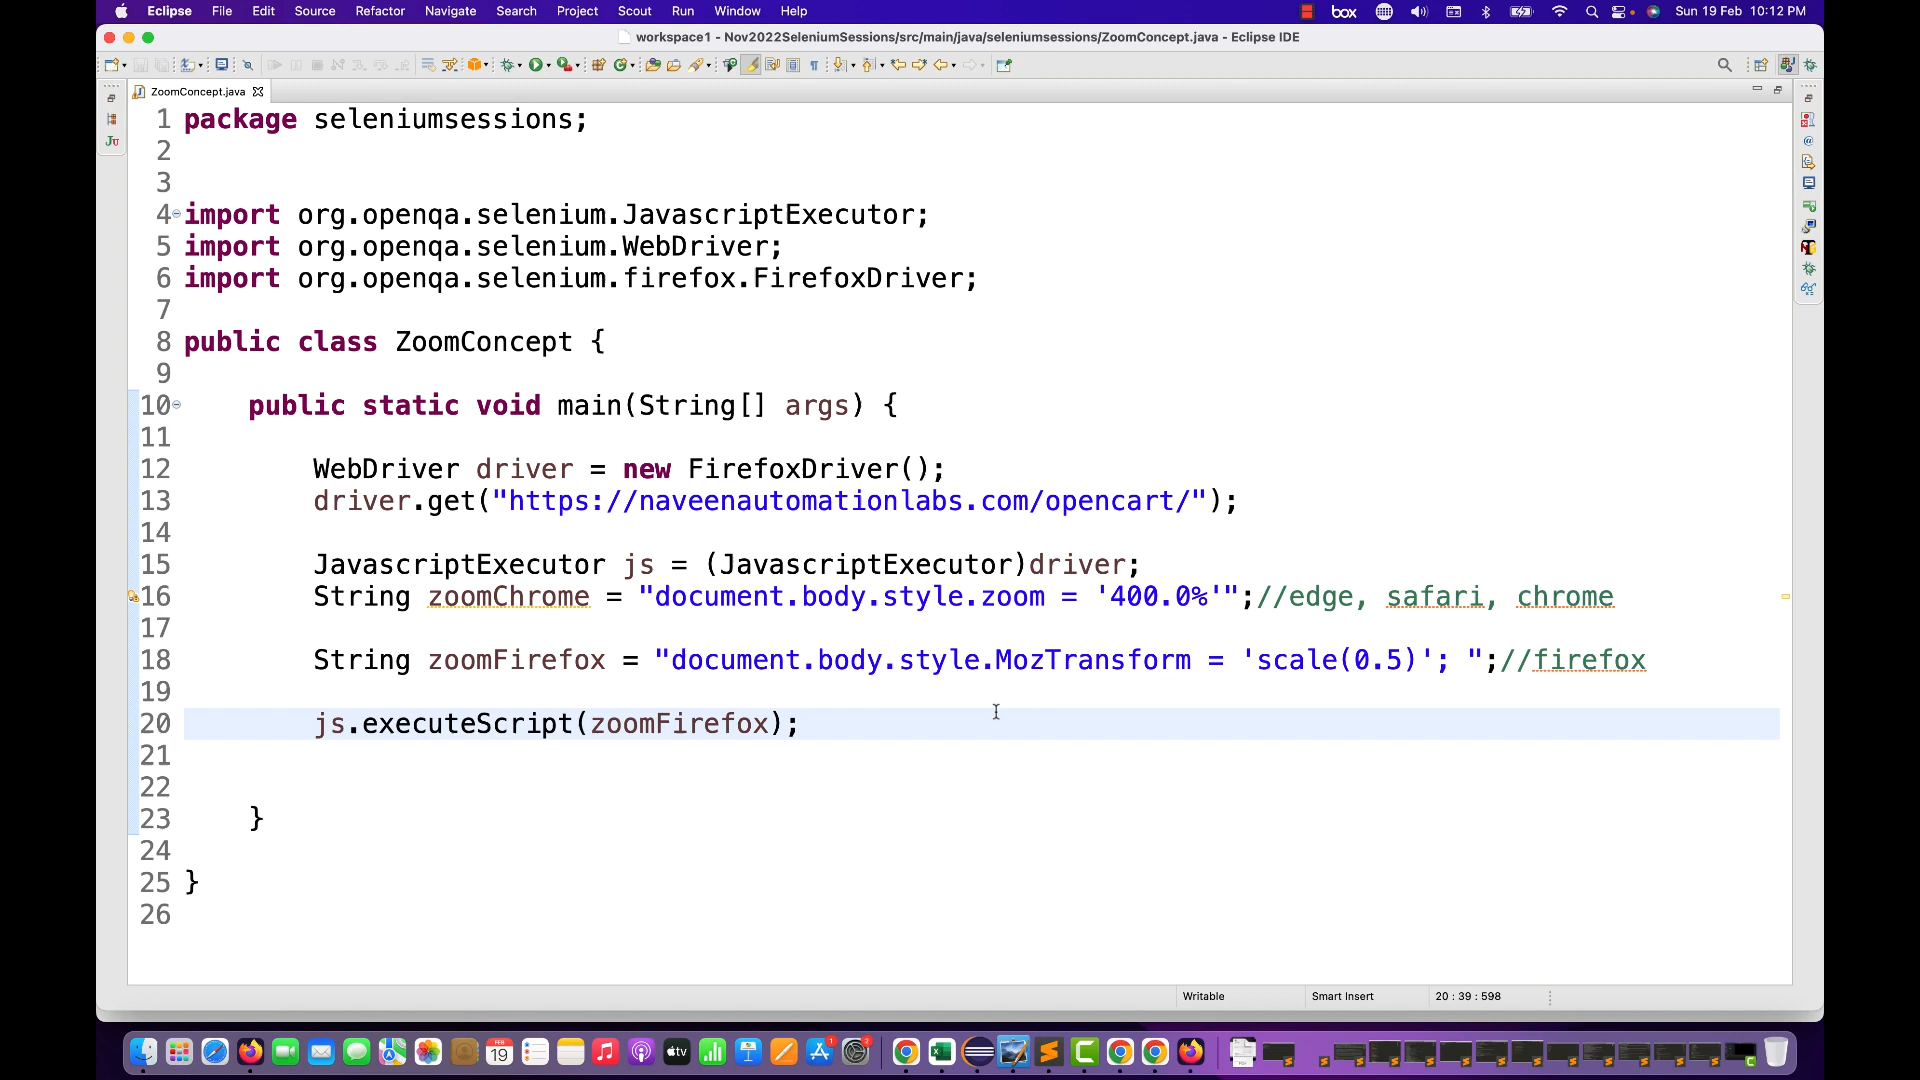 Eclipse File Edit Source Refactor Navigate Search Project Scout Run Window Help box Sun 19 Feb 10:12 PM
workspace1 - Nov2022SeleniumSessions/src/main/java/seleniumsessions/ZoomConcept.java - Eclipse IDE
ZoomConcept.java
1 package seleniumsessions;
2
3
4 import org.openqa.selenium.JavascriptExecutor;
5 import org.openqa.selenium.WebDriver;
6 import org.openqa.selenium.firefox.FirefoxDriver;
7
8 public class ZoomConcept {
9
10 public static void main(String[] args) {
11
12 WebDriver driver = new FirefoxDriver();
13 driver.get("https://naveenautomationlabs.com/opencart/");
14
15 JavascriptExecutor js = (JavascriptExecutor)driver;
16 String zoomChrome = "document.body.style.zoom = '400.0%'";//edge, safari, chrome
17
18 String zoomFirefox = "document.body.style.MozTransform = 'scale(0.5)'; ";//firefox
19
20 js.executeScript(zoomFirefox);
21
22
23 }
24
25 }
26
Writable Smart Insert 20 : 39 : 598
FEB
19
tv